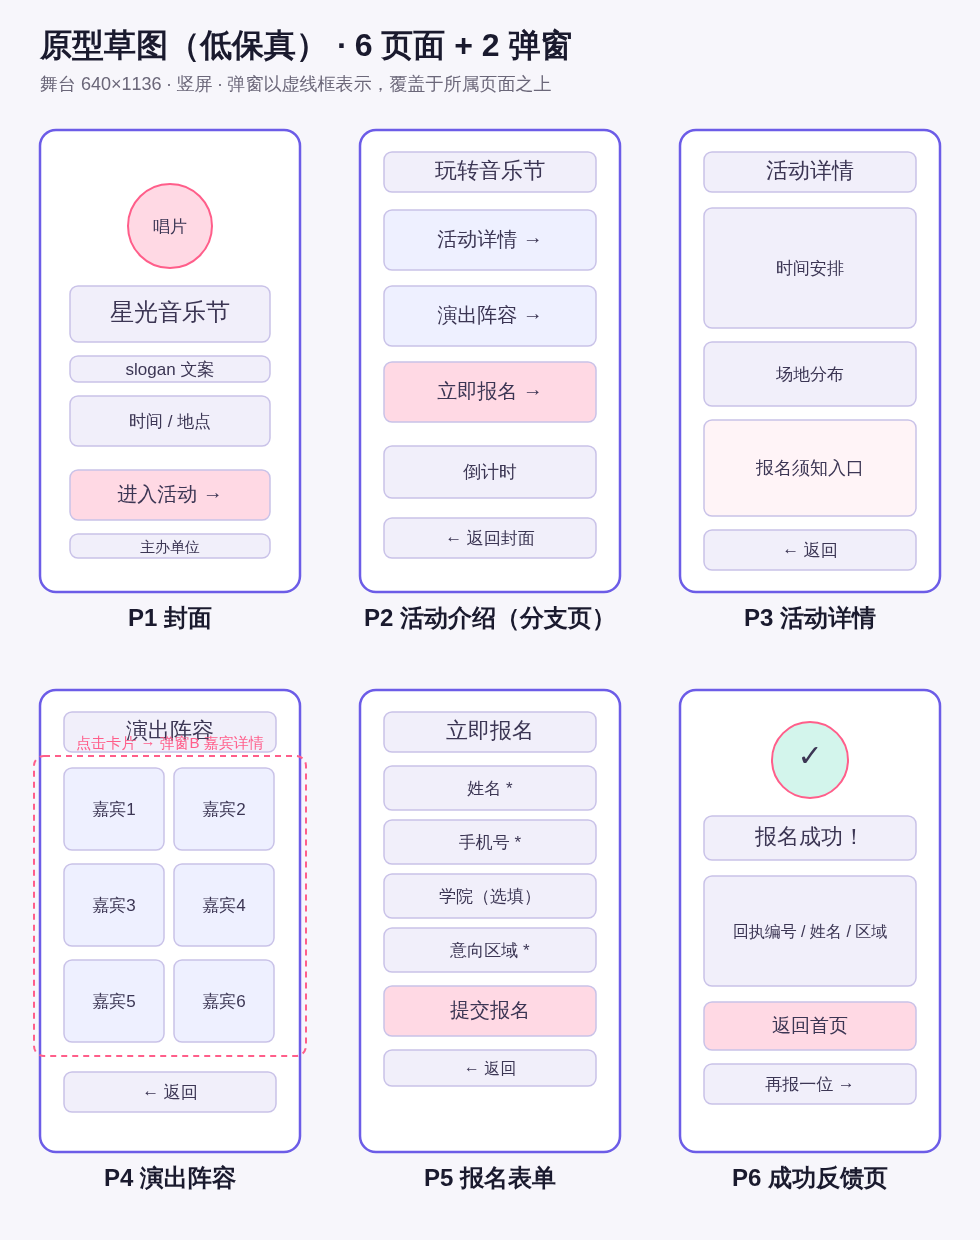 原型草图（低保真） · 6 页面 + 2 弹窗
舞台 640×1136 · 竖屏 · 弹窗以虚线框表示，覆盖于所属页面之上
唱片
星光音乐节
slogan 文案
时间 / 地点
进入活动 →
主办单位
P1 封面
玩转音乐节
活动详情 →
演出阵容 →
立即报名 →
倒计时
← 返回封面
P2 活动介绍（分支页）
活动详情
时间安排
场地分布
报名须知入口
← 返回
P3 活动详情
演出阵容
点击卡片 → 弹窗B 嘉宾详情
嘉宾1
嘉宾2
嘉宾3
嘉宾4
嘉宾5
嘉宾6
← 返回
P4 演出阵容
立即报名
姓名 *
手机号 *
学院（选填）
意向区域 *
提交报名
← 返回
P5 报名表单
✓
报名成功！
回执编号 / 姓名 / 区域
返回首页
再报一位 →
P6 成功反馈页